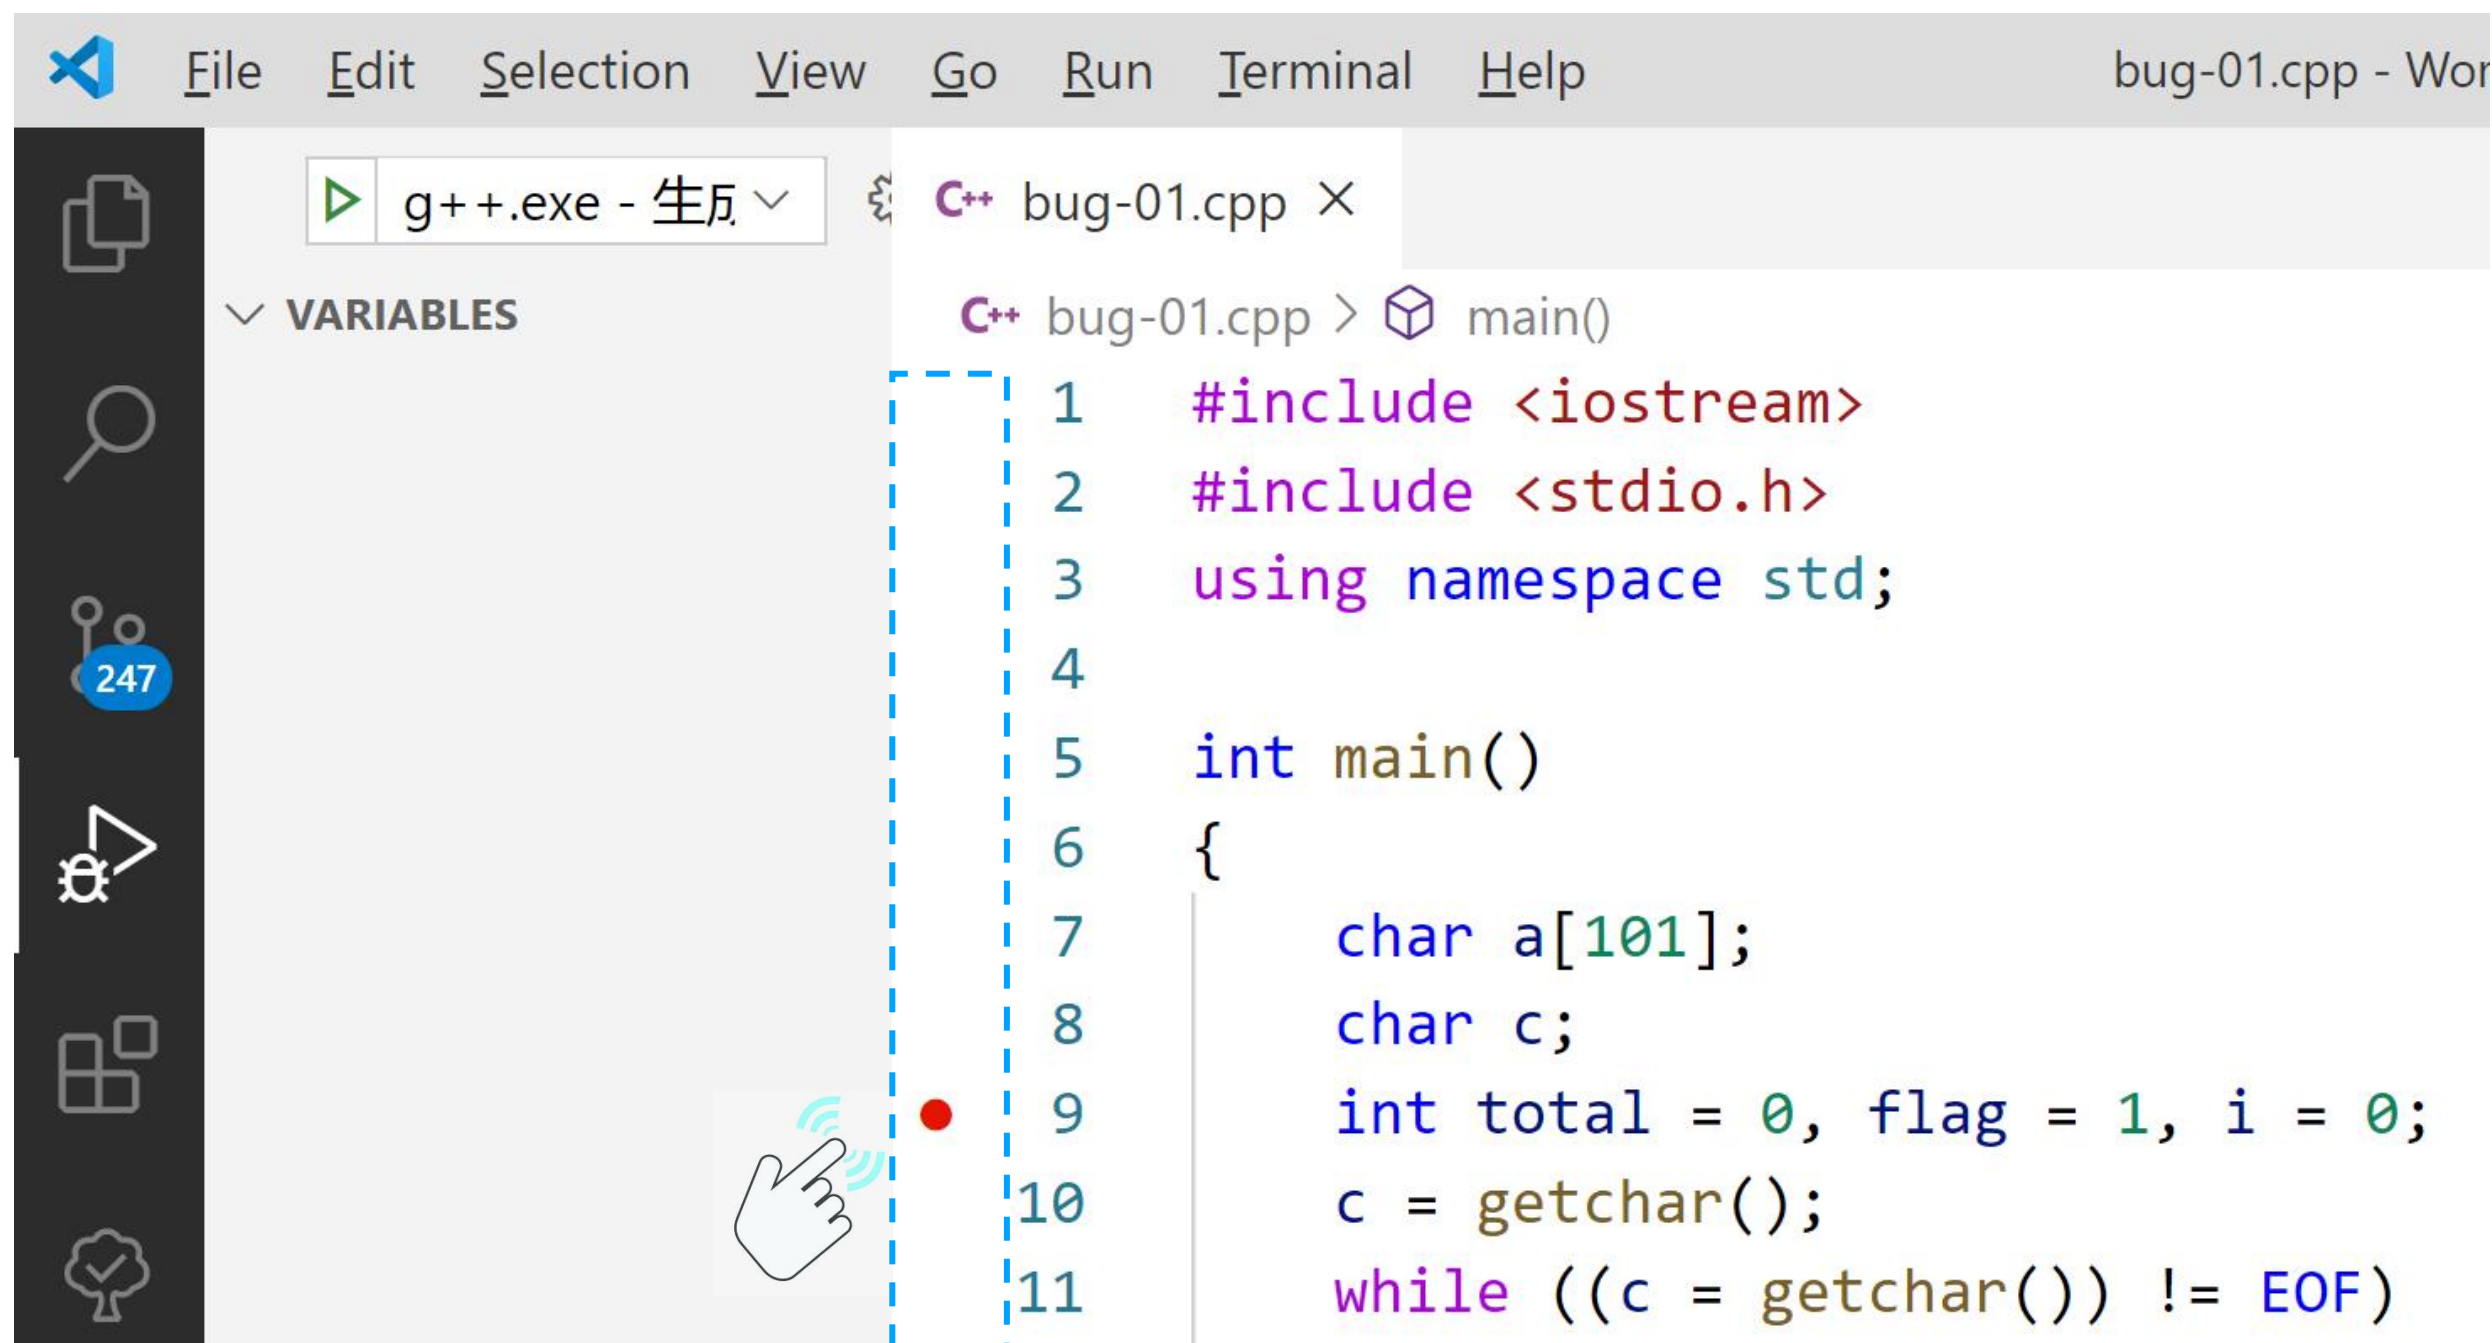 File Edit Selection View Go Run Terminal Help bug-01.cpp - Wor
g++.exe - 生成 C++ bug-01.cpp
VARIABLES
C++ bug-01.cpp > main()
1 #include <iostream>
2 #include <stdio.h>
3 using namespace std;
4
247
5 int main()
6 {
7 char a[101];
8 char c;
9 int total = 0, flag = 1, i = 0;
10 c = getchar();
11 while ((c = getchar()) != EOF)